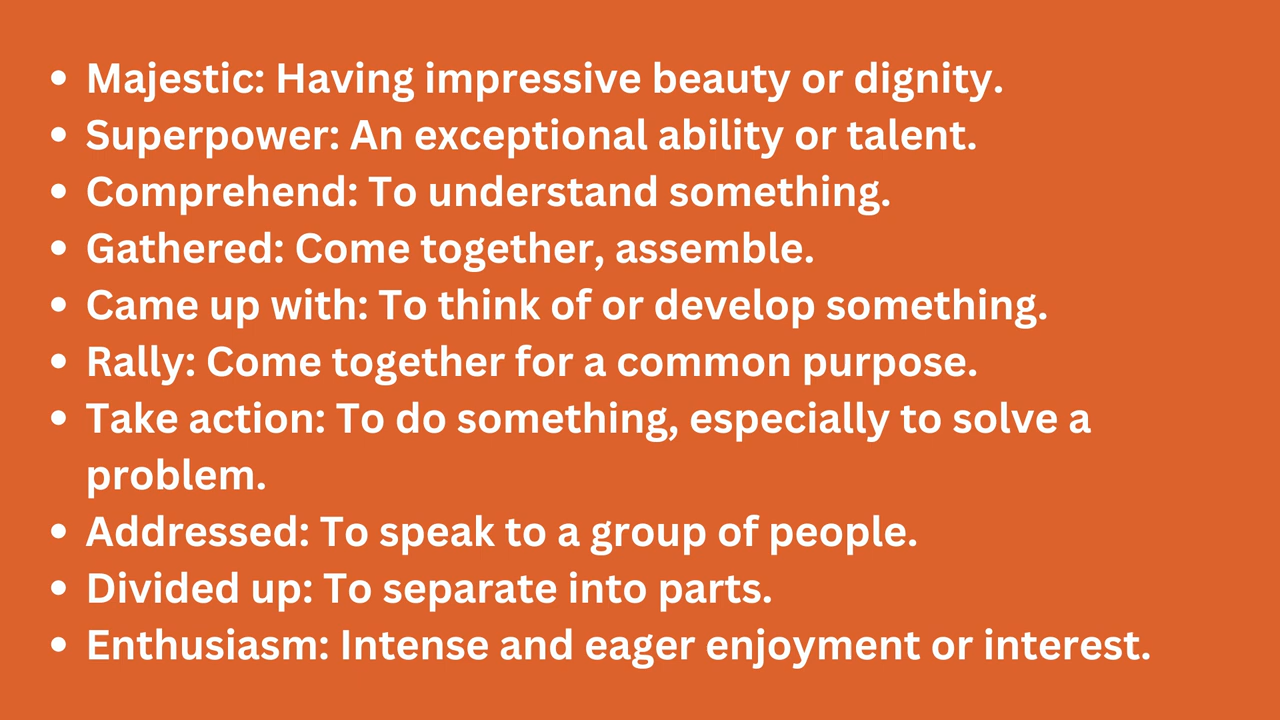 • Majestic: Having impressive beauty or dignity.
• Superpower: An exceptional ability or talent.
• Comprehend: To understand something.
• Gathered: Come together, assemble.
• Came up with: To think of or develop something.
• Rally: Come together for a common purpose.
• Take action: To do something, especially to solve a
problem.
• Addressed: To speak to a group of people.
• Divided up: To separate into parts.
• Enthusiasm: Intense and eager enjoyment or interest.